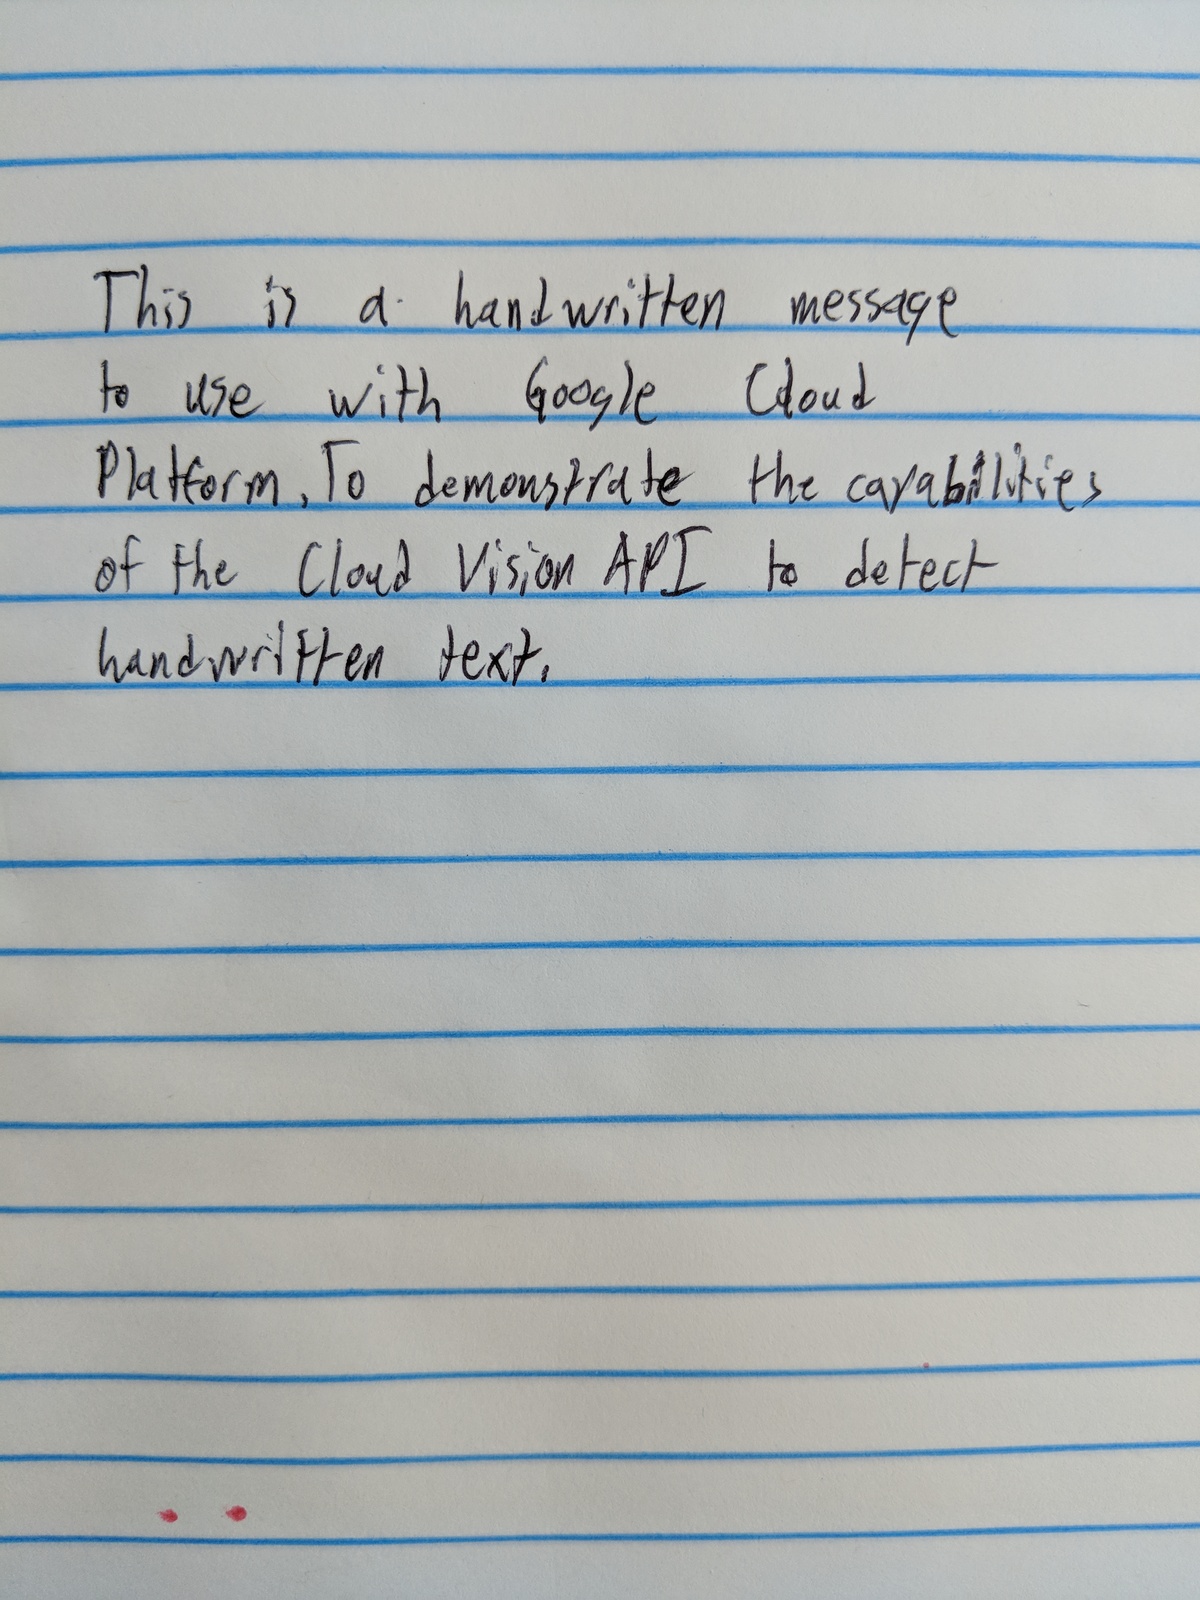 This is a handwritten message
to use with Google Cloud
Platform. To demonstrate the capabilities
of the Cloud Vision API to detect
handwritten text.